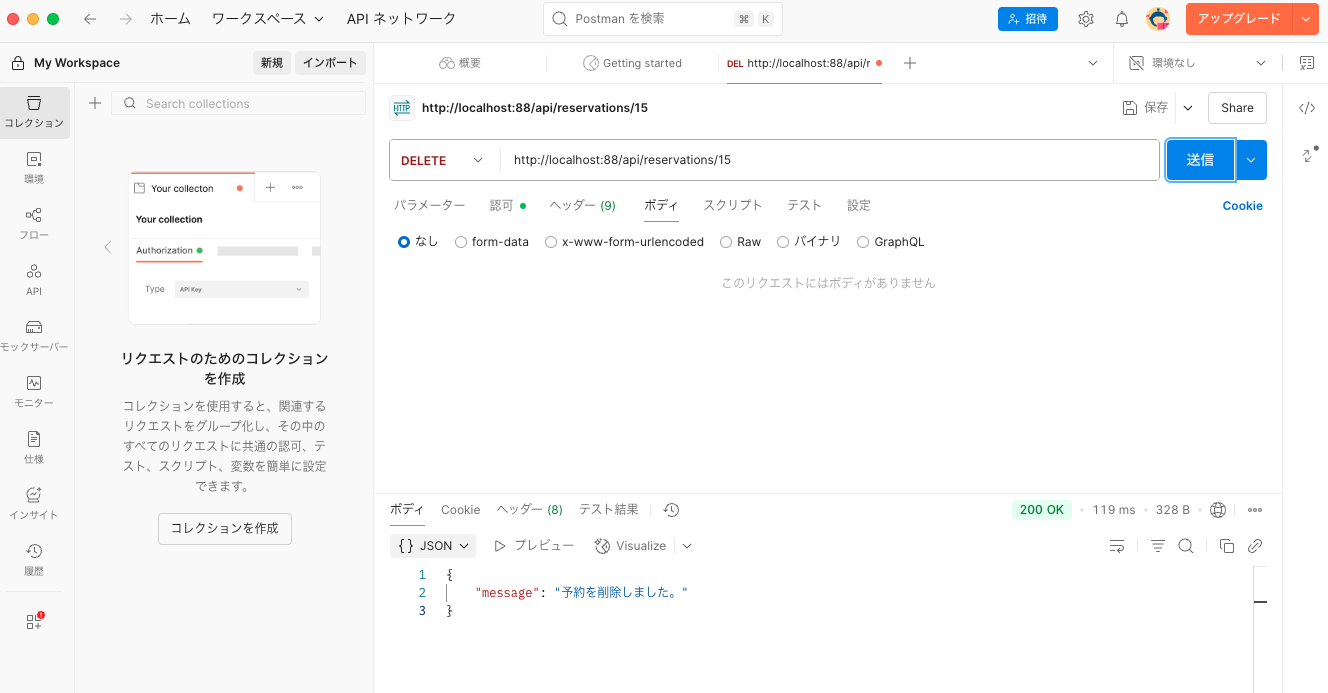 ホーム ワークスペース API ネットワーク Postman を検索 ⌘ K 招待 アップグレード
My Workspace 新規 インポート
概要 Getting started DEL http://localhost:88/api/r 環境なし
Search collections
コレクション
環境
フロー
API
モックサーバー
モニター
仕様
インサイト
履歴
Your collecton
Your collection
Authorization
Type API Key
リクエストのためのコレクション
を作成
コレクションを使用すると、関連する
リクエストをグループ化し、その中の
すべてのリクエストに共通の認可、テ
スト、スクリプト、変数を簡単に設定
できます。
コレクションを作成
HTTP http://localhost:88/api/reservations/15 保存 Share
DELETE http://localhost:88/api/reservations/15 送信
パラメーター 認可 ヘッダー (9) ボディ スクリプト テスト 設定 Cookie
なし form-data x-www-form-urlencoded Raw バイナリ GraphQL
このリクエストにはボディがありません
ボディ Cookie ヘッダー (8) テスト結果 200 OK 119 ms 328 B
{} JSON プレビュー Visualize
1 {
2 "message": "予約を削除しました。"
3 }